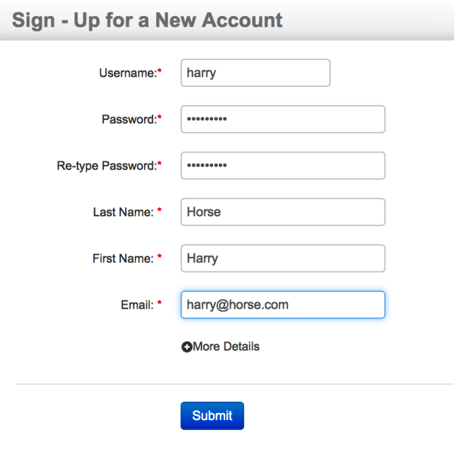 Sign - Up for a New Account
Username:* harry
Password:* •••••••••
Re-type Password:* •••••••••
Last Name: * Horse
First Name: * Harry
Email: * harry@horse.com
More Details
Submit